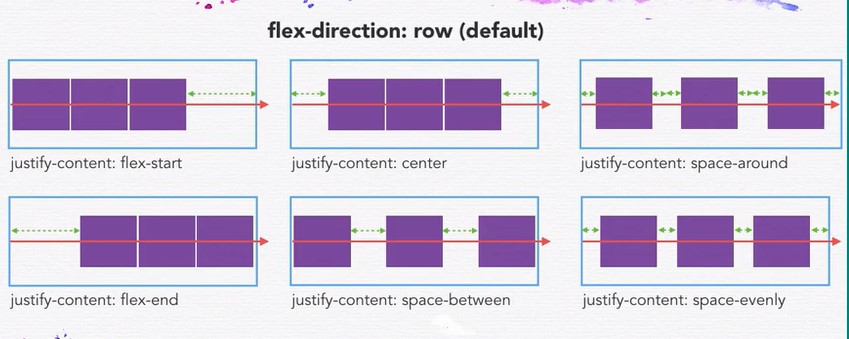 flex-direction: row (default)
justify-content: flex-start
justify-content: center
justify-content: space-around
justify-content: flex-end
justify-content: space-between
justify-content: space-evenly